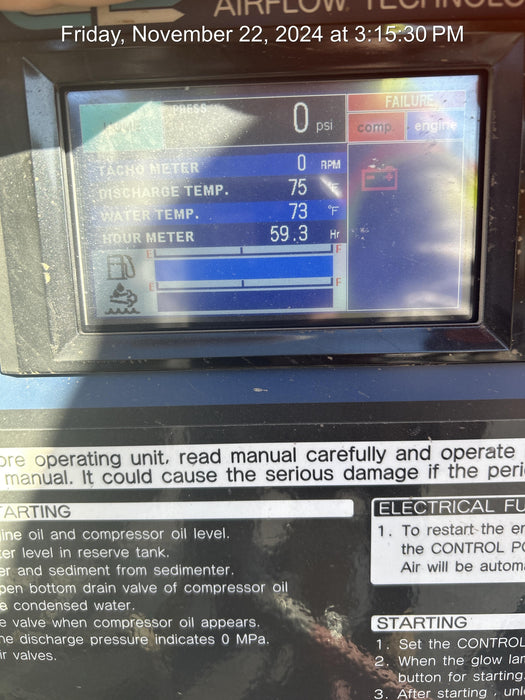 AIRFLOW TECHNOLO
Friday, November 22, 2024 at 3:15:30 PM
PRESS.
0 psi
FAILURE
comp. engine
TACHO METER 0 RPM
DISCHARGE TEMP. 75 °F
WATER TEMP. 73 °F
HOUR METER 59.3 Hr
E F
E F
ore operating unit, read manual carefully and operate
manual. It could cause the serious damage if the peri
TARTING
gine oil and compressor oil level.
ter level in reserve tank.
er and sediment from sedimenter.
pen bottom drain valve of compressor oil
e condensed water.
e valve when compressor oil appears.
he discharge pressure indicates 0 MPa.
ir valves.
ELECTRICAL FU
1. To restart the en
the CONTROL PO
Air will be autom
STARTING
1. Set the CONTROL
2. When the glow lam
button for starting.
3. After starting, uni